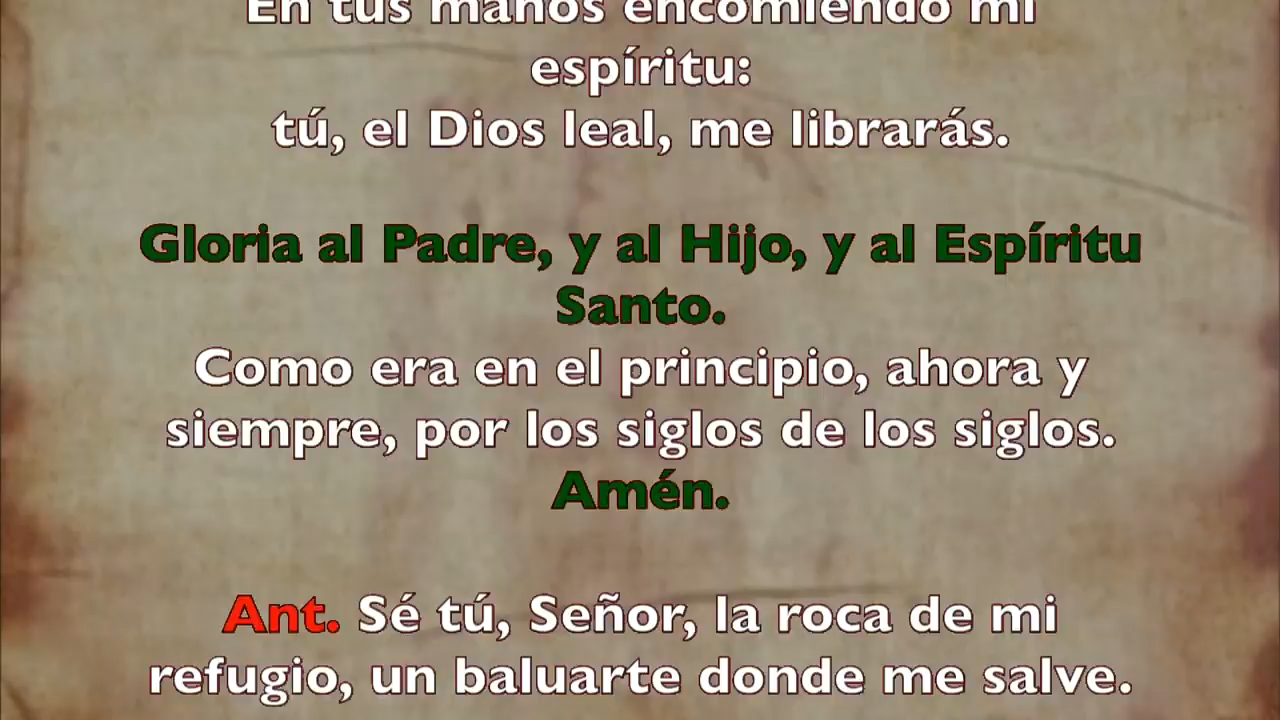 En tus manos encomiendo mi
espíritu:
tú, el Dios leal, me librarás.
Gloria al Padre, y al Hijo, y al Espíritu
Santo.
Como era en el principio, ahora y
siempre, por los siglos de los siglos.
Amén.
Ant. Sé tú, Señor, la roca de mi
refugio, un baluarte donde me salve.